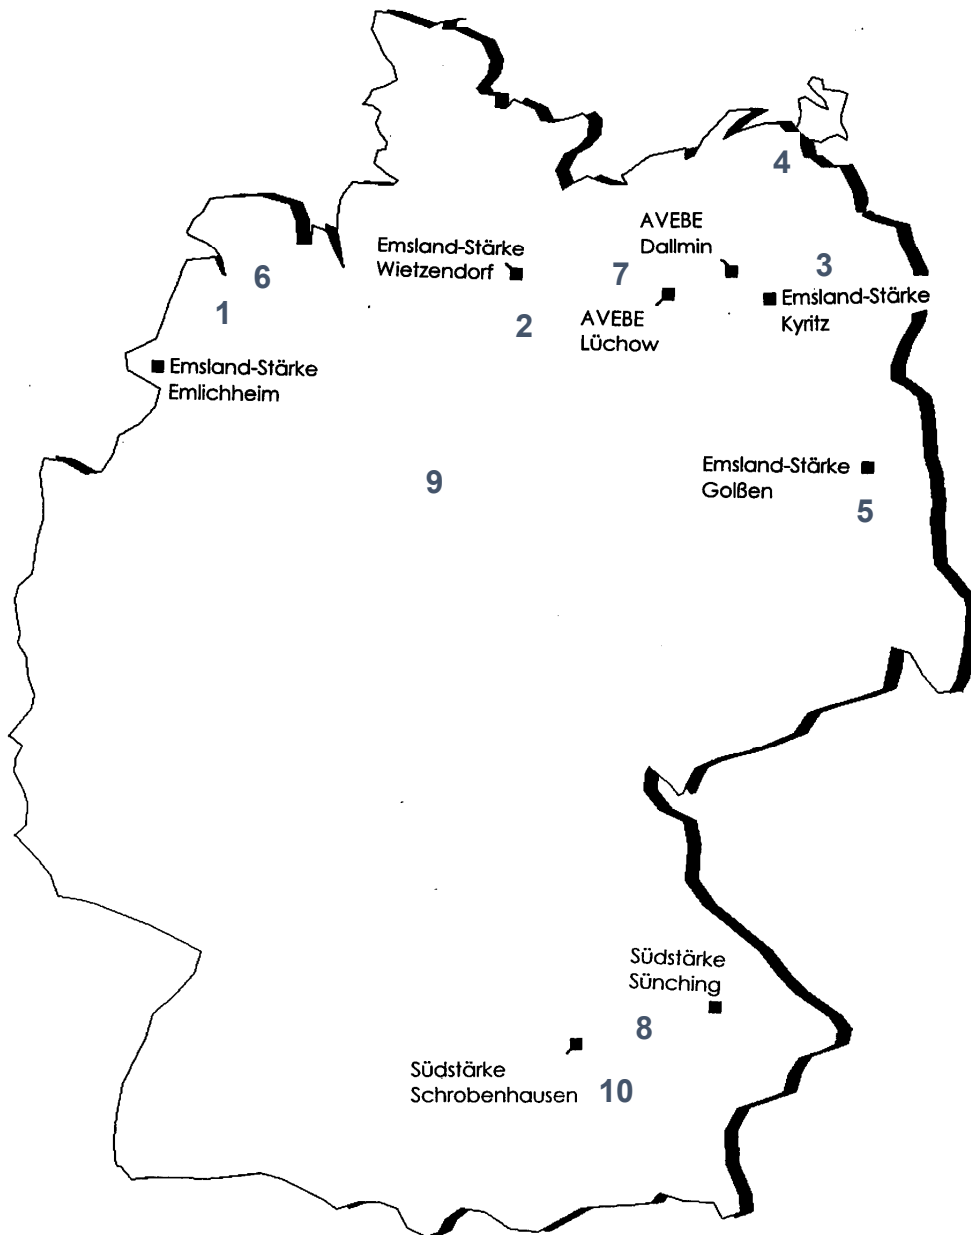 4
AVEBE
Dallmin
Emsland-Stärke
Wietzendorf
6
7
3
1
2
AVEBE
Lüchow
Emsland-Stärke
Kyritz
Emsland-Stärke
Emlichheim
Emsland-Stärke
Golßen
9
5
Südstärke
Sünching
8
Südstärke
Schrobenhausen
10